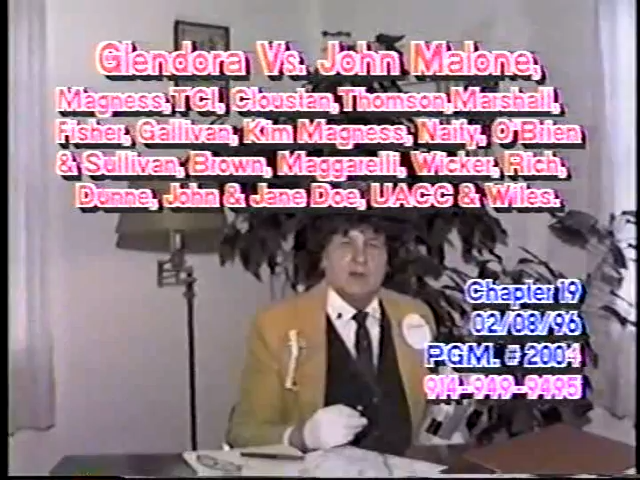 Glendora Vs. John Malone,
Magness,TCI, Cloustan,Thomson,Marshall,
Fisher, Gallivan, Kim Magness, Naify, O'Brien
& Sullivan, Brown, Maggarelli, Wicker, Rich,
Dunne, John & Jane Doe, UACC & Wiles.
Chapter 19
02/08/96
PGM. # 2004
914-949-9495